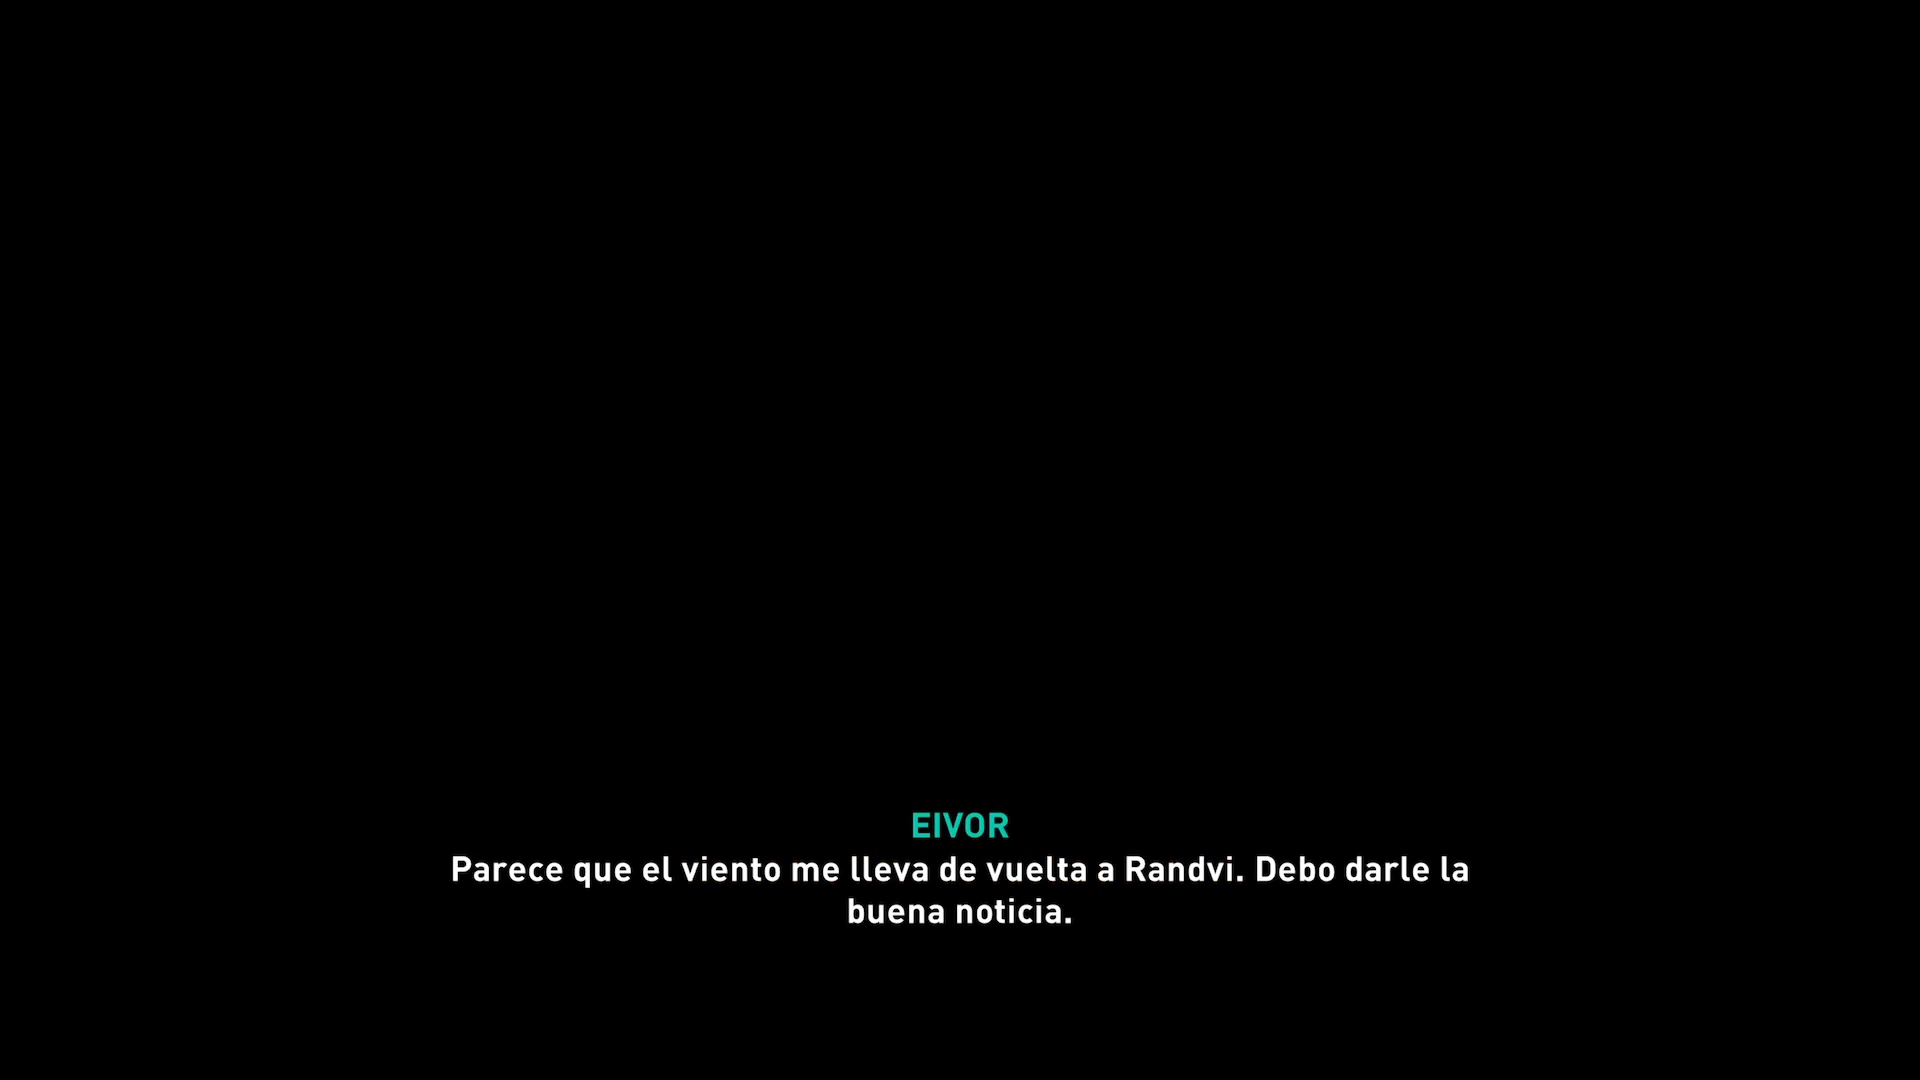 EIVOR
Parece que el viento me lleva de vuelta a Randvi. Debo darle la
buena noticia.